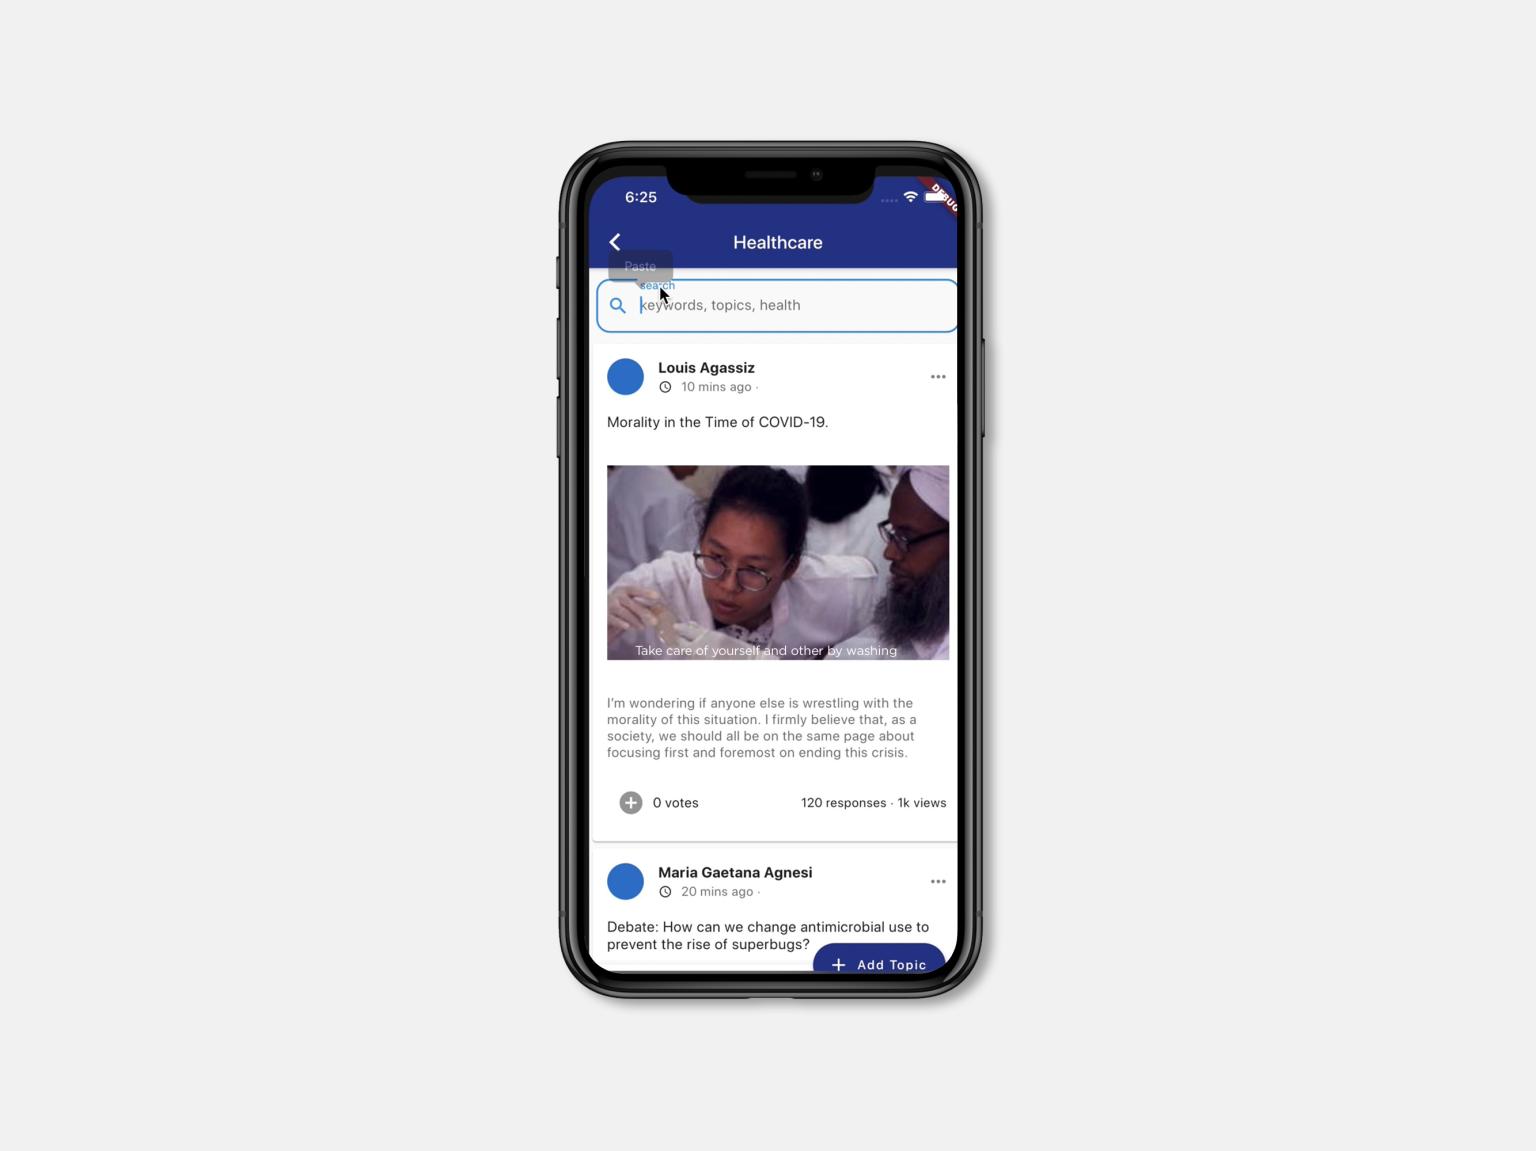 6:25
DEBUG
Healthcare
Paste
search
keywords, topics, health
Louis Agassiz
10 mins ago ·
Morality in the Time of COVID-19.
Take care of yourself and other by washing
I'm wondering if anyone else is wrestling with the
morality of this situation. I firmly believe that, as a
society, we should all be on the same page about
focusing first and foremost on ending this crisis.
0 votes
120 responses · 1k views
Maria Gaetana Agnesi
20 mins ago ·
Debate: How can we change antimicrobial use to
prevent the rise of superbugs?
+ Add Topic